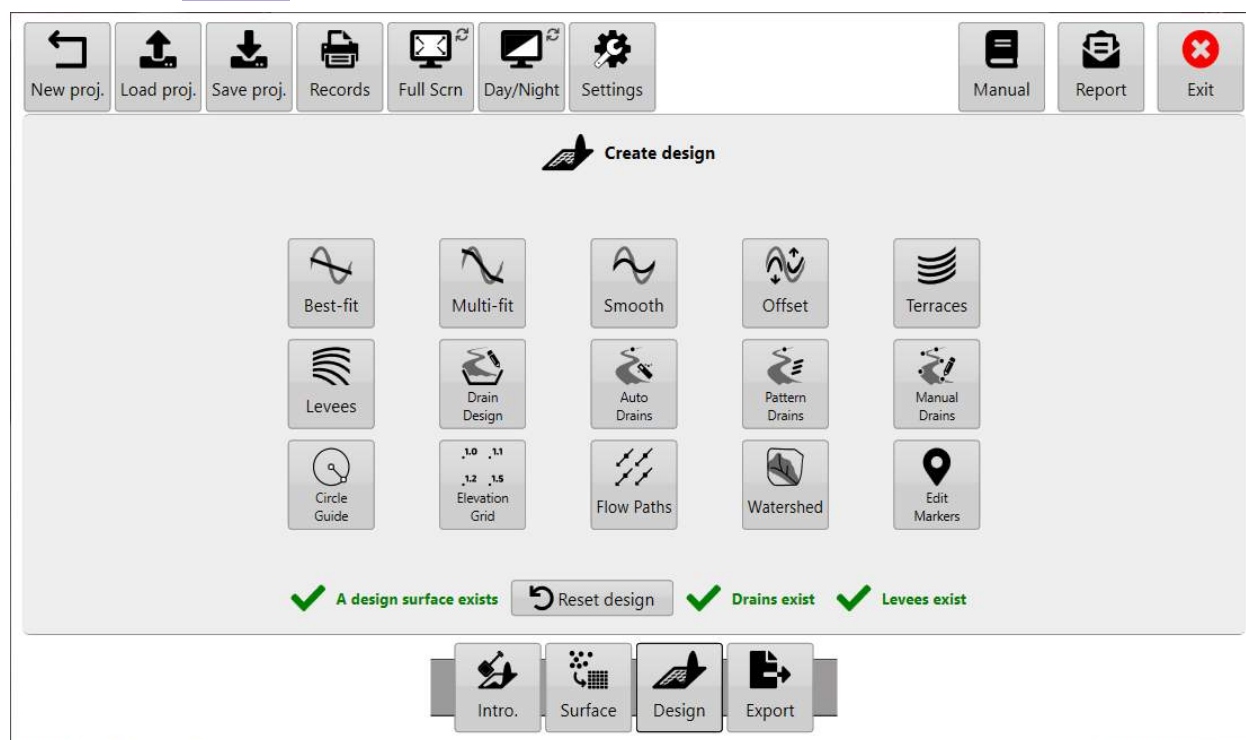 New proj.
Load proj.
Save proj.
Records
Full Scrn
Day/Night
Settings
Manual
Report
Exit
Create design
Best-fit
Multi-fit
Smooth
Offset
Terraces
Levees
Drain
Design
Auto
Drains
Pattern
Drains
Manual
Drains
Circle
Guide
.1.0 .1.1
.1.2 .1.5
Elevation
Grid
Flow Paths
Watershed
Edit
Markers
A design surface exists
Reset design
Drains exist
Levees exist
Intro.
Surface
Design
Export